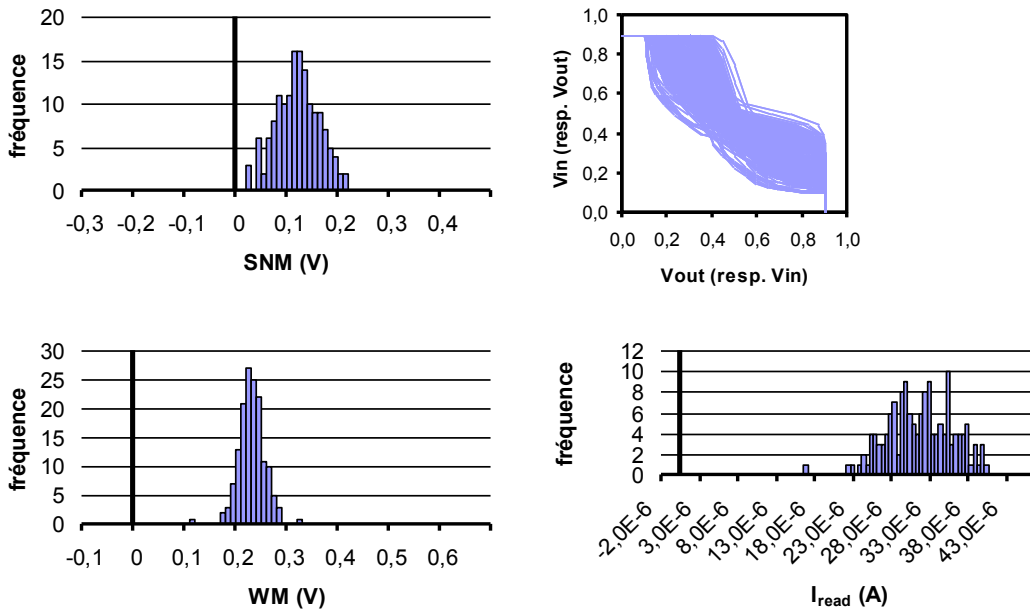 20
15
10
5
0
fréquence
-0,3 -0,2 -0,1 0 0,1 0,2 0,3 0,4
SNM (V)
1,0
0,8
0,6
0,4
0,2
0,0
Vin (resp. Vout)
0,0 0,2 0,4 0,6 0,8 1,0
Vout (resp. Vin)
30
25
20
15
10
5
0
fréquence
-0,1 0 0,1 0,2 0,3 0,4 0,5 0,6
WM (V)
12
10
8
6
4
2
0
fréquence
-2,0E-6 3,0E-6 8,0E-6 13,0E-6 18,0E-6 23,0E-6 28,0E-6 33,0E-6 38,0E-6 43,0E-6
Iread (A)